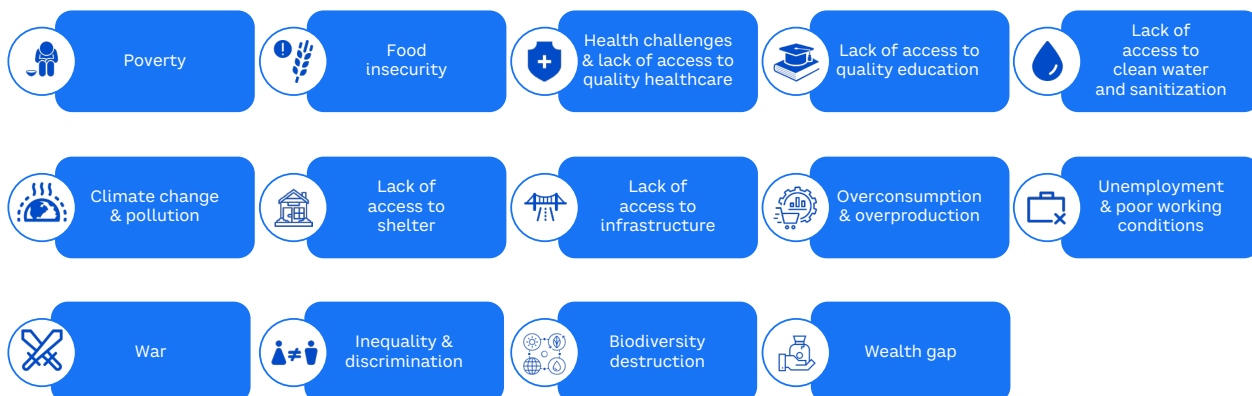 Poverty
Food
insecurity
Health challenges
& lack of access to
quality healthcare
Lack of access to
quality education
Lack of
access to
clean water
and sanitization
Climate change
& pollution
Lack of
access to
shelter
Lack of
access to
infrastructure
Overconsumption
& overproduction
Unemployment
& poor working
conditions
War
Inequality &
discrimination
Biodiversity
destruction
Wealth gap